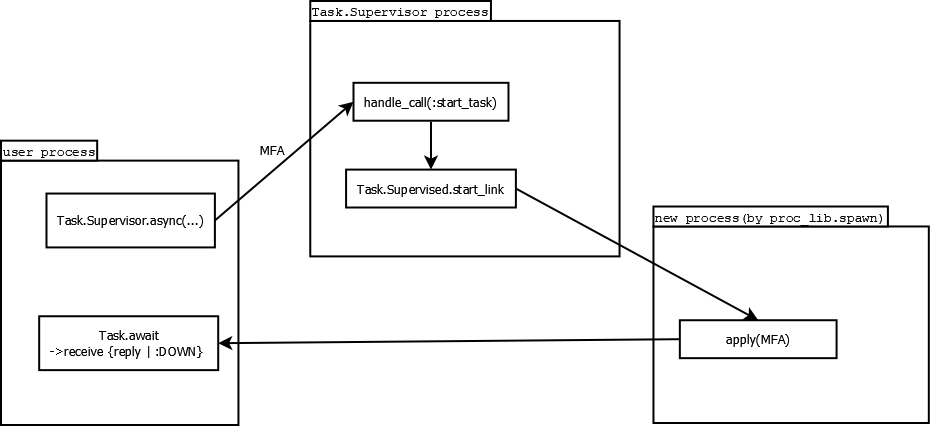 Task.Supervisor process
handle_call(:start_task)
MFA
user process
Task.Supervised.start_link
Task.Supervisor.async(...)
new process(by proc_lib.spawn)
Task.await
->receive {reply | :DOWN}
apply(MFA)